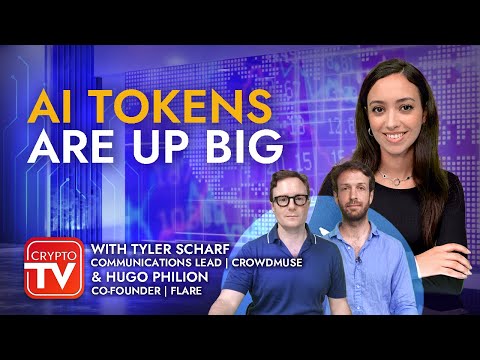 AI TOKENS
ARE UP BIG
CRYPTO
TV
WITH TYLER SCHARF
COMMUNICATIONS LEAD | CROWDMUSE
& HUGO PHILION
CO-FOUNDER | FLARE